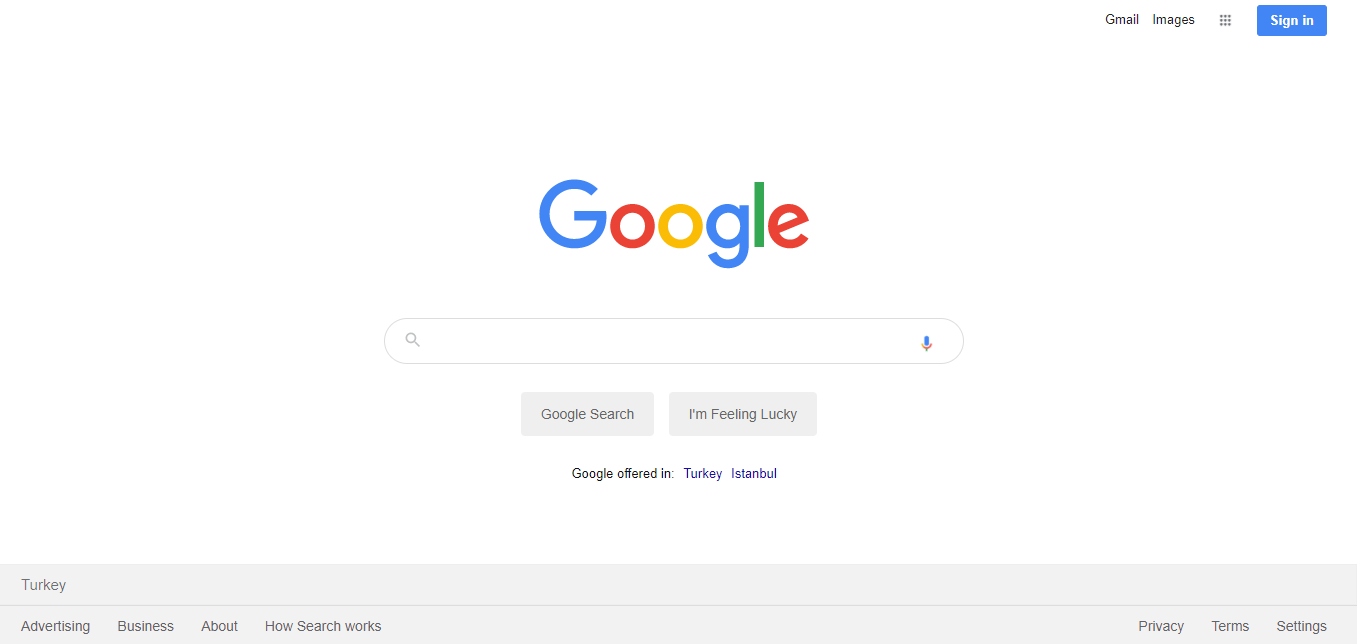 Gmail Images Sign in
Google
Google Search I'm Feeling Lucky
Google offered in: Turkey Istanbul
Turkey
Advertising Business About How Search works Privacy Terms Settings